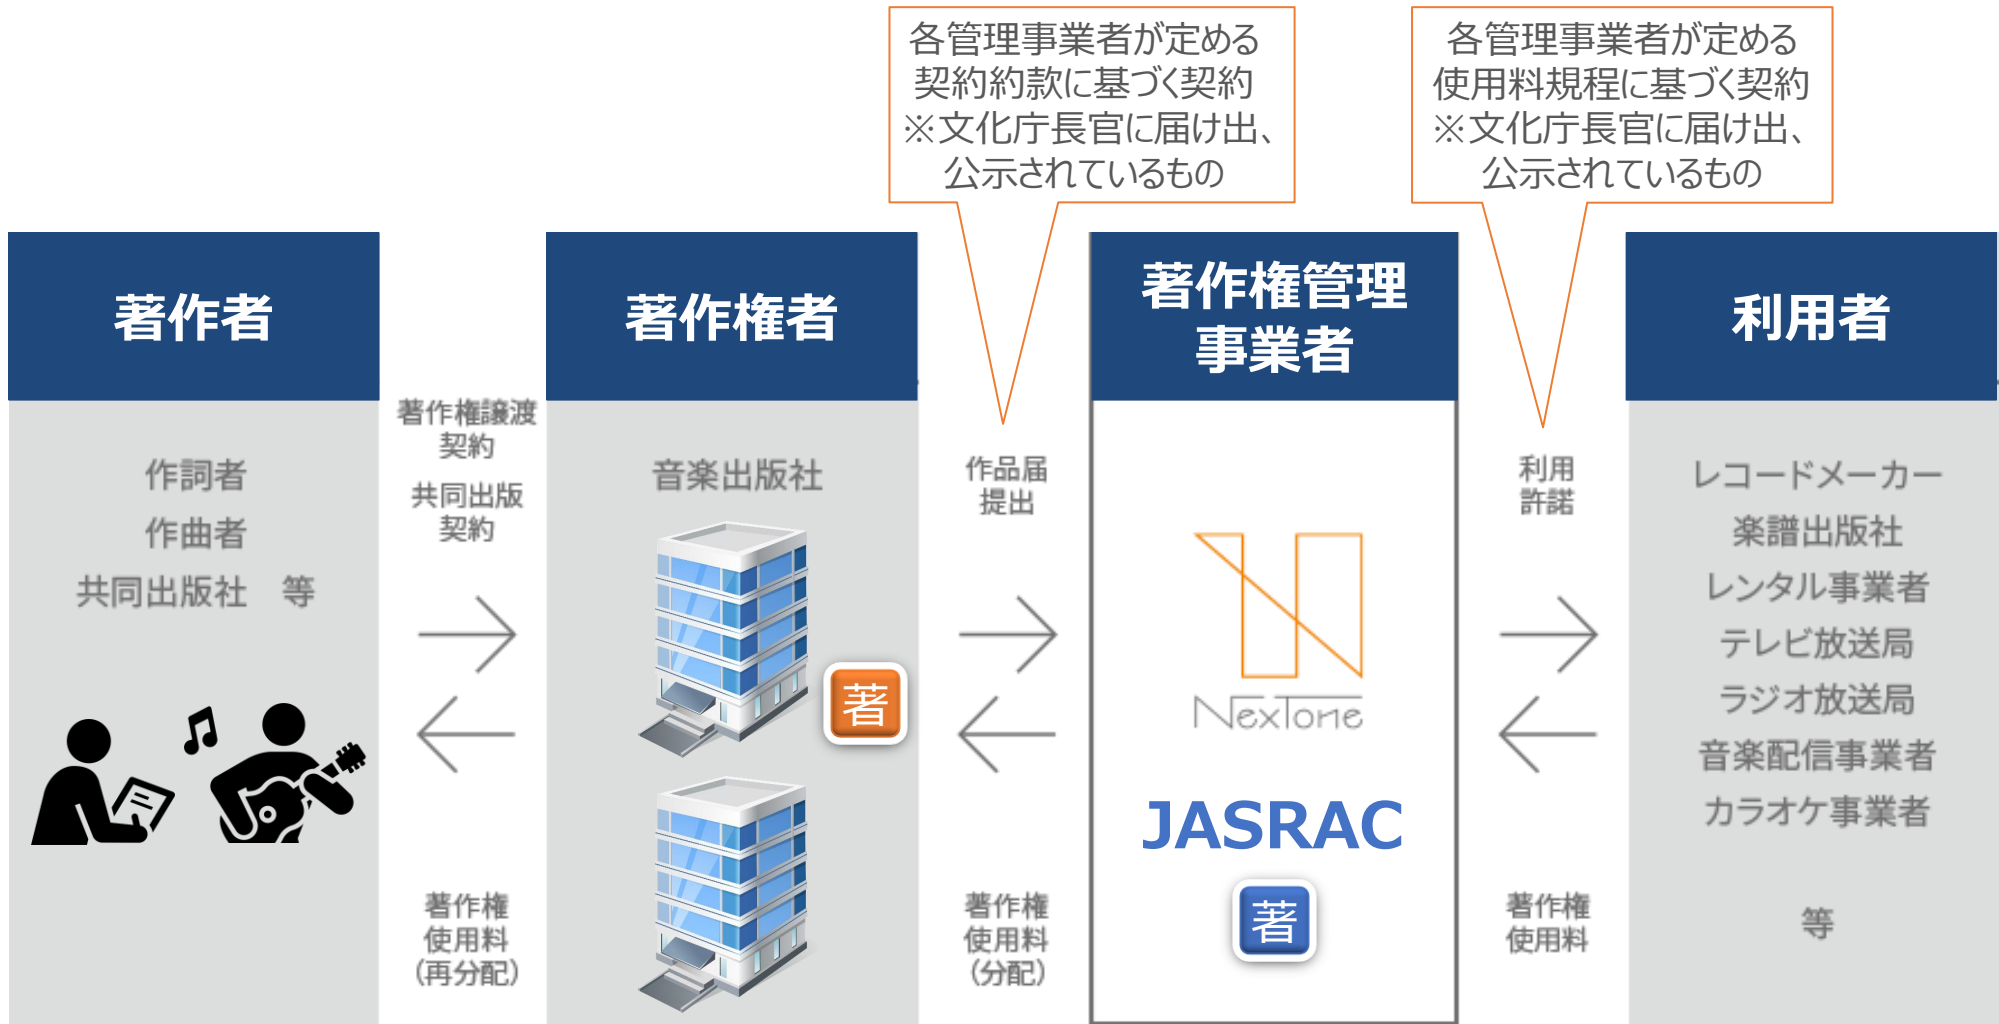 各管理事業者が定める
契約約款に基づく契約
※文化庁長官に届け出、
公示されているもの
各管理事業者が定める
使用料規程に基づく契約
※文化庁長官に届け出、
公示されているもの
著作者
著作権者
著作権管理
事業者
利用者
作詞者
作曲者
共同出版社　等
著作権譲渡
契約
共同出版
契約
著作権
使用料
（再分配）
音楽出版社
著
作品届
提出
著作権
使用料
（分配）
NexTone
JASRAC
著
利用
許諾
著作権
使用料
レコードメーカー
楽譜出版社
レンタル事業者
テレビ放送局
ラジオ放送局
音楽配信事業者
カラオケ事業者
等